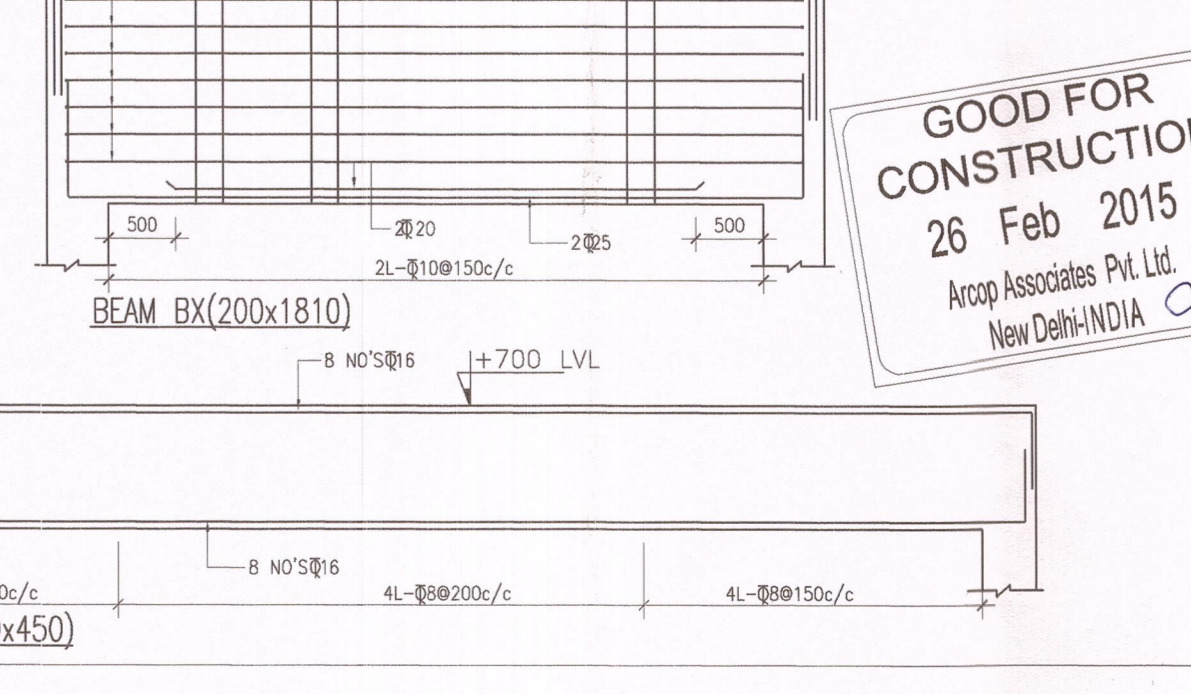 500
2Φ20
2Φ25
500
2L-Φ10@150c/c
BEAM BX(200x1810)
GOOD FOR
CONSTRUCTIO
26 Feb 2015
Arcop Associates Pvt. Ltd.
New Delhi-INDIA
8 NO'SΦ16
+700 LVL
8 NO'SΦ16
0c/c
4L-Φ8@200c/c
4L-Φ8@150c/c
x450)